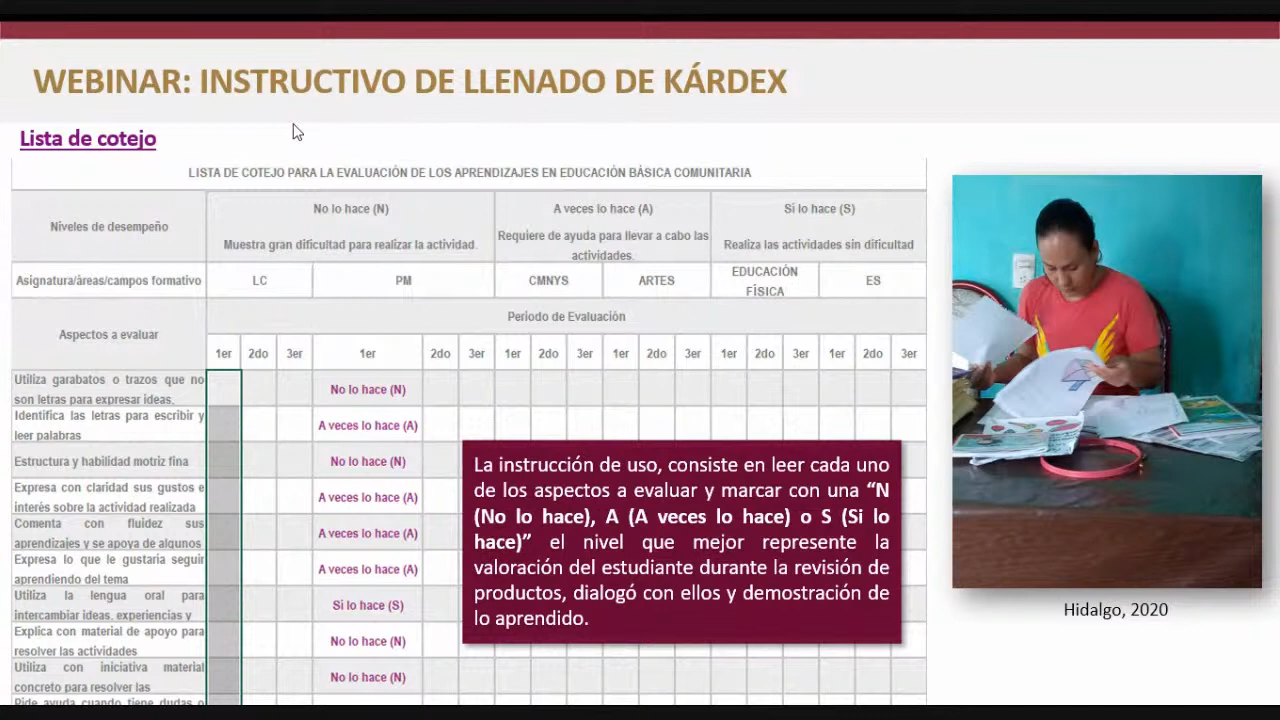 WEBINAR: INSTRUCTIVO DE LLENADO DE KÁRDEX
Lista de cotejo
LISTA DE COTEJO PARA LA EVALUACIÓN DE LOS APRENDIZAJES EN EDUCACIÓN BÁSICA COMUNITARIA
Niveles de desempeño
No lo hace (N)
Muestra gran dificultad para realizar la actividad.
A veces lo hace (A)
Requiere de ayuda para llevar a cabo las
actividades.
Si lo hace (S)
Realiza las actividades sin dificultad
Asignatura/áreas/campos formativo
LC
PM
CMNYS
ARTES
EDUCACIÓN
FÍSICA
ES
Aspectos a evaluar
Periodo de Evaluación
1er 2do 3er 1er 2do 3er 1er 2do 3er 1er 2do 3er 1er 2do 3er 1er 2do 3er
Utiliza garabatos o trazos que no
son letras para expresar ideas.
No lo hace (N)
Identifica las letras para escribir y
leer palabras
A veces lo hace (A)
Estructura y habilidad motriz fina
No lo hace (N)
Expresa con claridad sus gustos e
interés sobre la actividad realizada
A veces lo hace (A)
Comenta con fluidez sus
aprendizajes y se apoya de algunos
A veces lo hace (A)
Expresa lo que le gustaría seguir
aprendiendo del tema
A veces lo hace (A)
Utiliza la lengua oral para
intercambiar ideas, experiencias y
Si lo hace (S)
Explica con material de apoyo para
resolver las actividades
No lo hace (N)
Utiliza con iniciativa material
concreto para resolver las
No lo hace (N)
Pide ayuda cuando tiene dudas o
La instrucción de uso, consiste en leer cada uno
de los aspectos a evaluar y marcar con una “N
(No lo hace), A (A veces lo hace) o S (Si lo
hace)” el nivel que mejor represente la
valoración del estudiante durante la revisión de
productos, dialogó con ellos y demostración de
lo aprendido.
Hidalgo, 2020